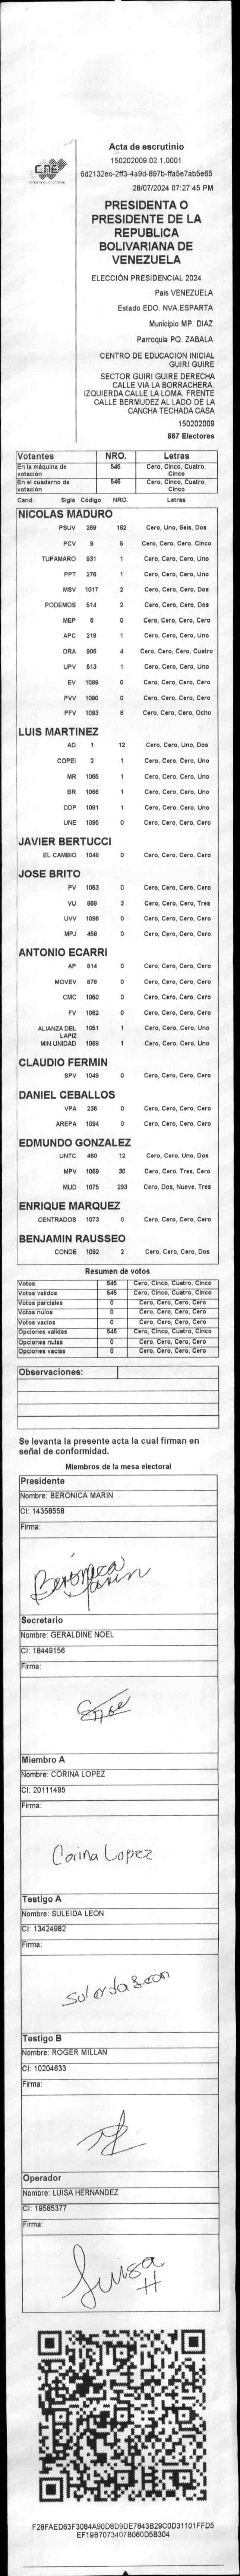 CNE
Acta de escrutinio
150202009.02.1.0001
6d2132ec-2ff3-4a9d-897b-ffa5e7ab5e65
28/07/2024 07:27:45 PM
PRESIDENTA O
PRESIDENTE DE LA
REPUBLICA
BOLIVARIANA DE
VENEZUELA
ELECCIÓN PRESIDENCIAL 2024
Pais VENEZUELA
Estado EDO. NVA.ESPARTA
Municipio MP. DIAZ
Parroquia PQ. ZABALA
CENTRO DE EDUCACION INICIAL
GUIRI GUIRE
SECTOR GUIRI GUIRE DERECHA
CALLE VIA LA BORRACHERA.
IZQUIERDA CALLE LA LOMA. FRENTE
CALLE BERMUDEZ AL LADO DE LA
CANCHA TECHADA CASA
150202009
867 Electores
Votantes NRO. Letras
En la máquina de votación 545 Cero, Cinco, Cuatro, Cinco
En el cuaderno de votación 545 Cero, Cinco, Cuatro, Cinco
Cand. Sigla Código NRO. Letras
NICOLAS MADURO
PSUV 269 162 Cero, Uno, Seis, Dos
PCV 9 5 Cero, Cero, Cero, Cinco
TUPAMARO 931 1 Cero, Cero, Cero, Uno
PPT 276 1 Cero, Cero, Cero, Uno
MSV 1017 2 Cero, Cero, Cero, Dos
PODEMOS 514 2 Cero, Cero, Cero, Dos
MEP 6 0 Cero, Cero, Cero, Cero
APC 219 1 Cero, Cero, Cero, Uno
ORA 906 4 Cero, Cero, Cero, Cuatro
UPV 513 1 Cero, Cero, Cero, Uno
EV 1089 0 Cero, Cero, Cero, Cero
PVV 1090 0 Cero, Cero, Cero, Cero
PFV 1093 8 Cero, Cero, Cero, Ocho
LUIS MARTINEZ
AD 1 12 Cero, Cero, Uno, Dos
COPEI 2 1 Cero, Cero, Cero, Uno
MR 1065 1 Cero, Cero, Cero, Uno
BR 1066 1 Cero, Cero, Cero, Uno
DDP 1091 1 Cero, Cero, Cero, Uno
UNE 1095 0 Cero, Cero, Cero, Cero
JAVIER BERTUCCI
EL CAMBIO 1048 0 Cero, Cero, Cero, Cero
JOSE BRITO
PV 1053 0 Cero, Cero, Cero, Cero
VU 969 3 Cero, Cero, Cero, Tres
UVV 1096 0 Cero, Cero, Cero, Cero
MPJ 458 0 Cero, Cero, Cero, Cero
ANTONIO ECARRI
AP 814 0 Cero, Cero, Cero, Cero
MOVEV 979 0 Cero, Cero, Cero, Cero
CMC 1050 0 Cero, Cero, Cero, Cero
FV 1062 0 Cero, Cero, Cero, Cero
ALIANZA DEL LAPIZ 1051 1 Cero, Cero, Cero, Uno
MIN UNIDAD 1069 1 Cero, Cero, Cero, Uno
CLAUDIO FERMIN
SPV 1049 0 Cero, Cero, Cero, Cero
DANIEL CEBALLOS
VPA 236 0 Cero, Cero, Cero, Cero
AREPA 1094 0 Cero, Cero, Cero, Cero
EDMUNDO GONZALEZ
UNTC 460 12 Cero, Cero, Uno, Dos
MPV 1069 30 Cero, Cero, Tres, Cero
MUD 1075 293 Cero, Dos, Nueve, Tres
ENRIQUE MARQUEZ
CENTRADOS 1073 0 Cero, Cero, Cero, Cero
BENJAMIN RAUSSEO
CONDE 1092 2 Cero, Cero, Cero, Dos
Resumen de votos
Votos 545 Cero, Cinco, Cuatro, Cinco
Votos validos 545 Cero, Cinco, Cuatro, Cinco
Votos parciales 0 Cero, Cero, Cero, Cero
Votos nulos 0 Cero, Cero, Cero, Cero
Votos vacios 0 Cero, Cero, Cero, Cero
Opciones validas 545 Cero, Cinco, Cuatro, Cinco
Opciones nulas 0 Cero, Cero, Cero, Cero
Opciones vacias 0 Cero, Cero, Cero, Cero
Observaciones:
Se levanta la presente acta la cual firman en
señal de conformidad.
Miembros de la mesa electoral
Presidente
Nombre: BERONICA MARIN
CI: 14358558
Firma:
Beronica
Marin
Secretario
Nombre: GERALDINE NOEL
CI: 18449156
Firma:
Miembro A
Nombre: CORINA LOPEZ
CI: 20111495
Firma:
Corina Lopez
Testigo A
Nombre: SULEIDA LEON
CI: 13424982
Firma:
Suleida Leon
Testigo B
Nombre: ROGER MILLAN
CI: 10204633
Firma:
Operador
Nombre: LUISA HERNANDEZ
CI: 19585377
Firma:
Luisa
H
F28FAED63F3084A90D8D9DE7843B29C0D31101FFD5
EF19B7073407B060D5B304